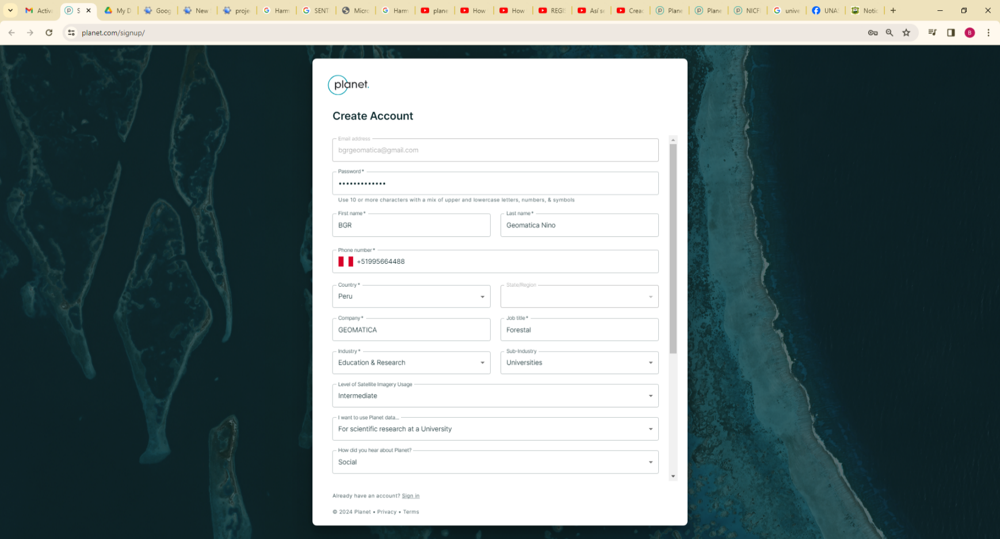 Activa
S
My D
Goog
New
proje
Harm
SENT
Micro
Harm
plane
How
How
REGI
Así se
Creac
Plane
Plane
NICFI
unive
UNA
Notic
planet.com/signup/
B
planet.
Create Account
Email address
bgrgeomatica@gmail.com
Password *
•••••••••••••
Use 10 or more characters with a mix of upper and lowercase letters, numbers, & symbols
First name *
BGR
Last name *
Geomatica Nino
Phone number *
+51995664488
Country *
Peru
State/Region
Company *
GEOMATICA
Job title *
Forestal
Industry *
Education & Research
Sub-Industry
Universities
Level of Satellite Imagery Usage
Intermediate
I want to use Planet data...
For scientific research at a University
How did you hear about Planet?
Social
Already have an account? Sign in
© 2024 Planet • Privacy • Terms